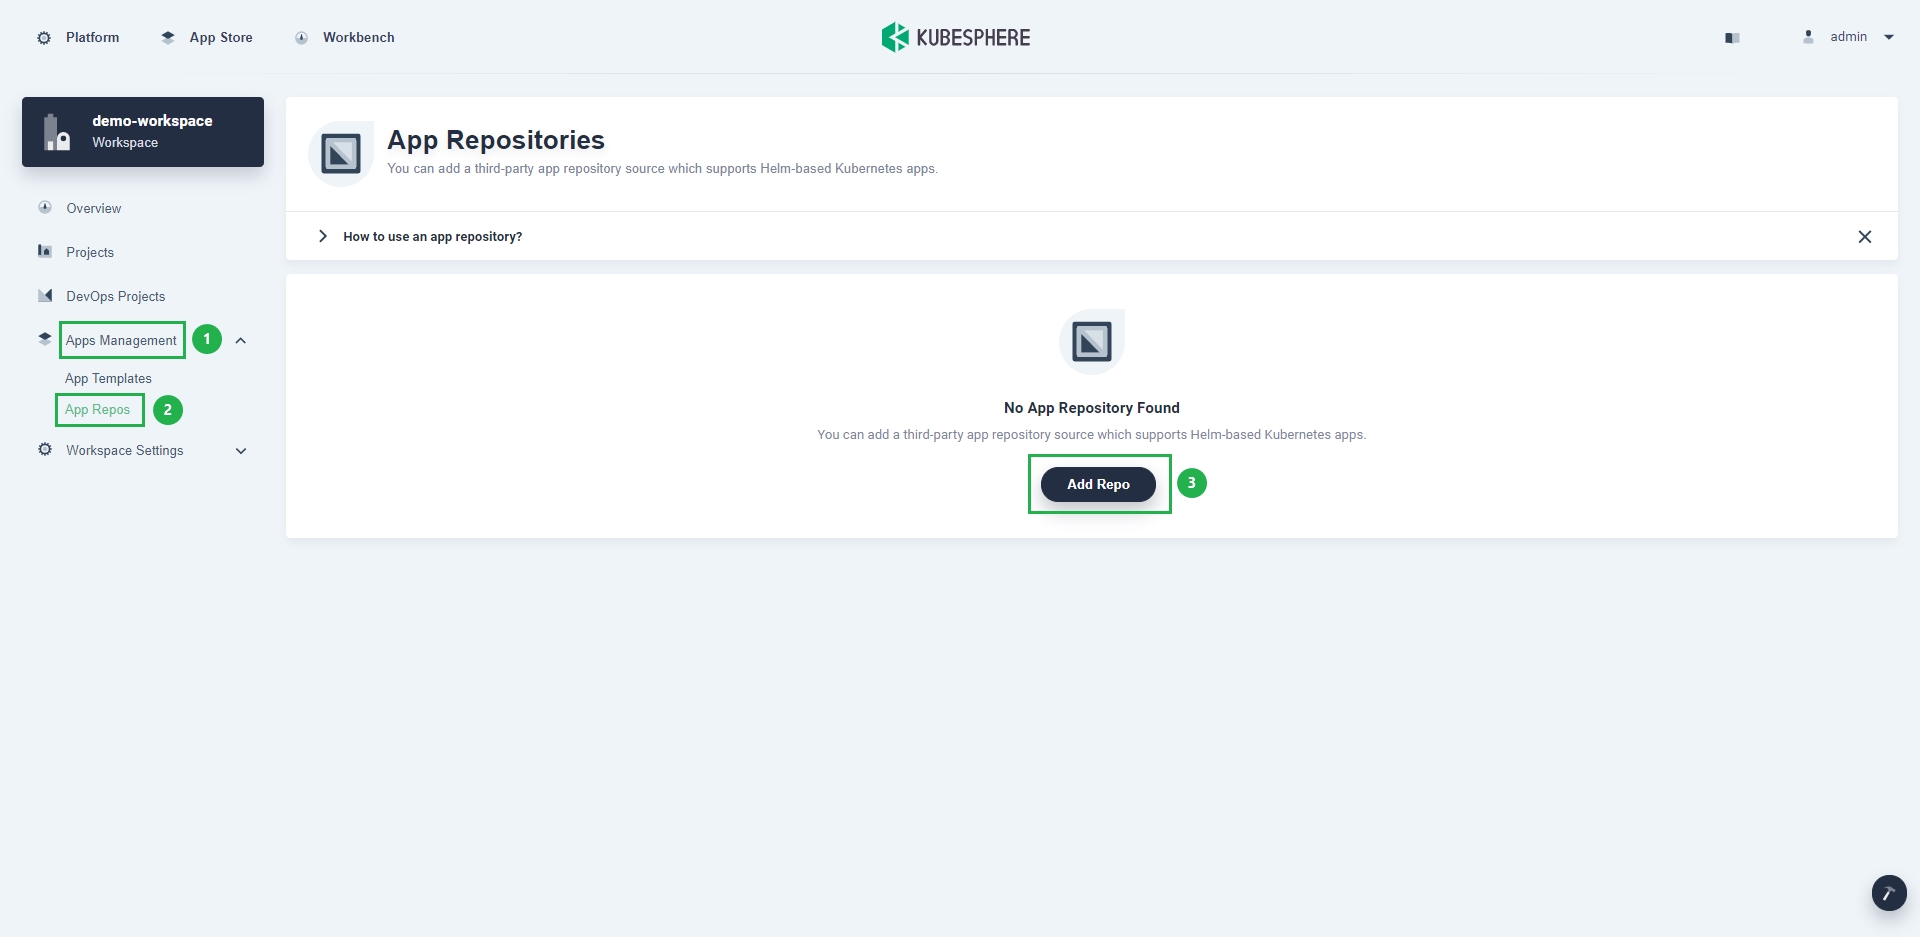 Platform
App Store
Workbench
KUBESPHERE
admin
demo-workspace
Workspace
Overview
Projects
DevOps Projects
Apps Management
1
App Templates
App Repos
2
Workspace Settings
App Repositories
You can add a third-party app repository source which supports Helm-based Kubernetes apps.
How to use an app repository?
No App Repository Found
You can add a third-party app repository source which supports Helm-based Kubernetes apps.
Add Repo
3